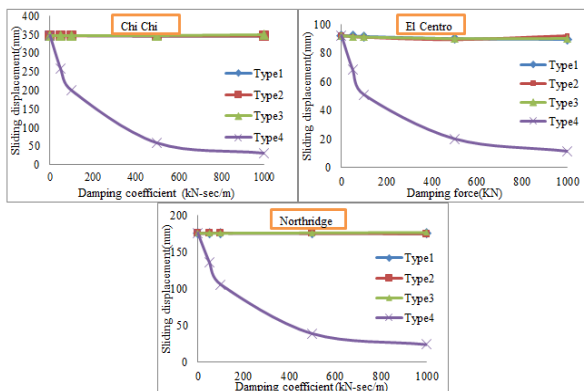 Chi Chi
Sliding displacement(mm)
400
350
300
250
200
150
100
50
0
Type1
Type2
Type3
Type4
0 200 400 600 800 1000
Damping coefficient (kN-sec/m)
El Centro
Sliding displacement(mm)
100
80
60
40
20
0
Type1
Type2
Type3
Type4
0 200 400 600 800 1000
Damping force(KN)
Northridge
Sliding displacement(mm)
200
150
100
50
0
Type1
Type2
Type3
Type4
0 200 400 600 800 1000
Damping coefficient(kN-sec/m)